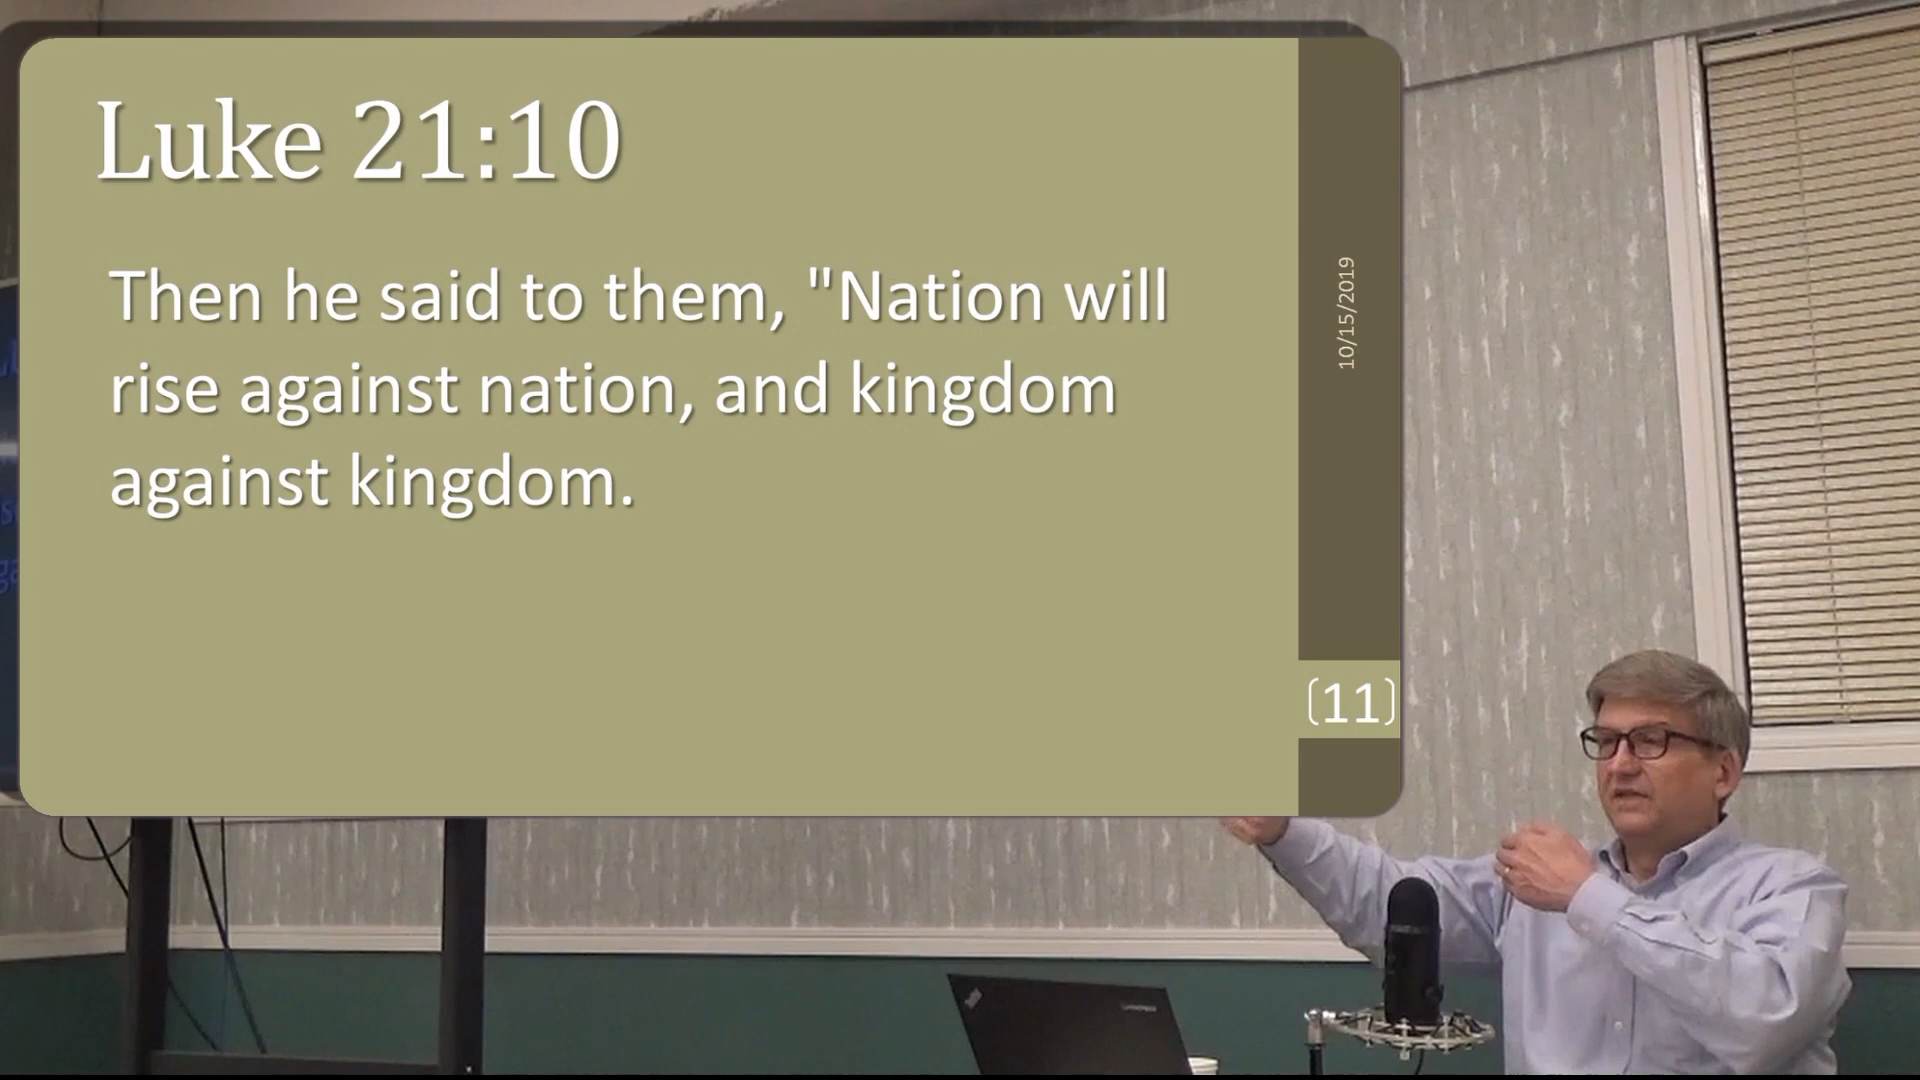 Luke 21:10
Then he said to them, "Nation will
rise against nation, and kingdom
against kingdom.
10/15/2019
(11)